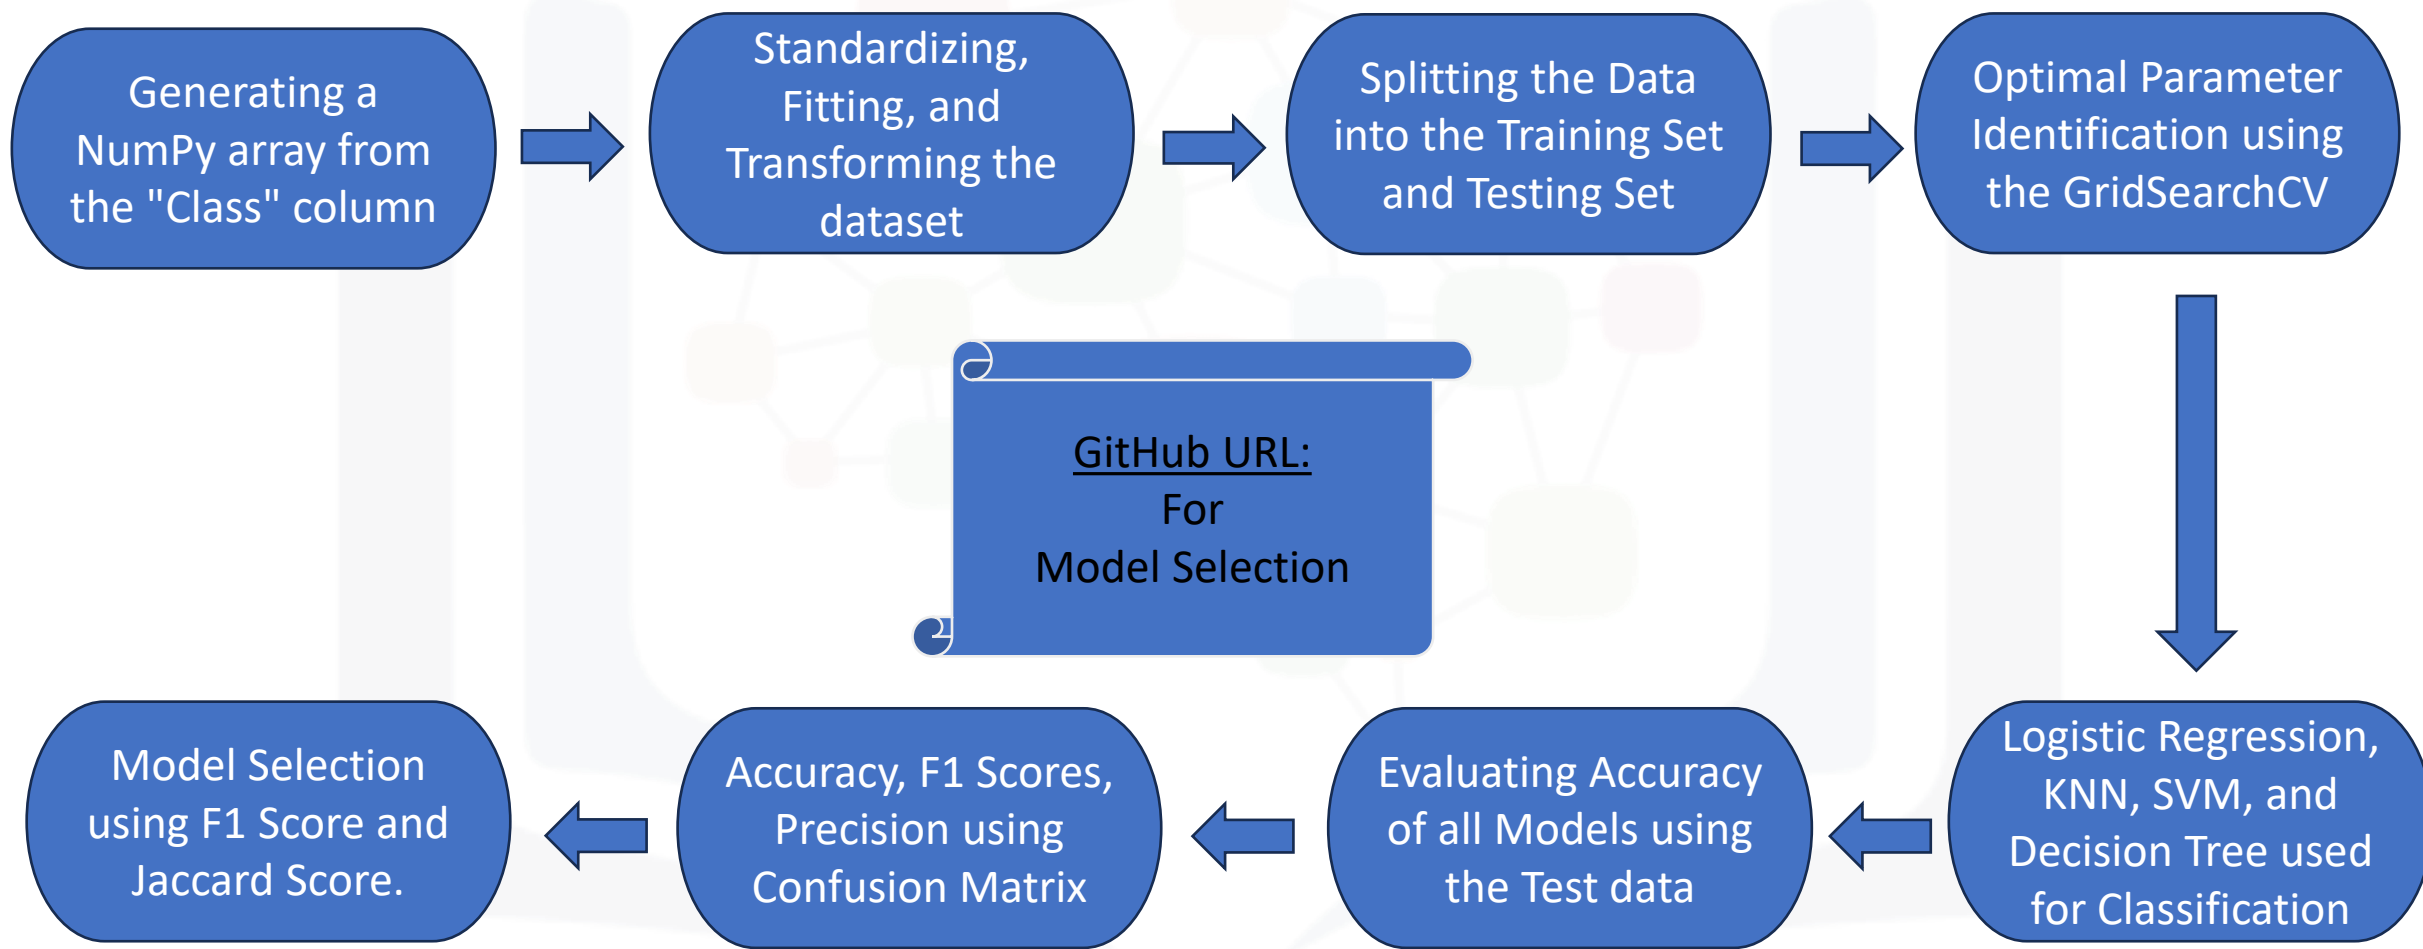 Generating a
NumPy array from
the "Class" column
Standardizing,
Fitting, and
Transforming the
dataset
Splitting the Data
into the Training Set
and Testing Set
Optimal Parameter
Identification using
the GridSearchCV
GitHub URL:
For
Model Selection
Logistic Regression,
KNN, SVM, and
Decision Tree used
for Classification
Evaluating Accuracy
of all Models using
the Test data
Accuracy, F1 Scores,
Precision using
Confusion Matrix
Model Selection
using F1 Score and
Jaccard Score.